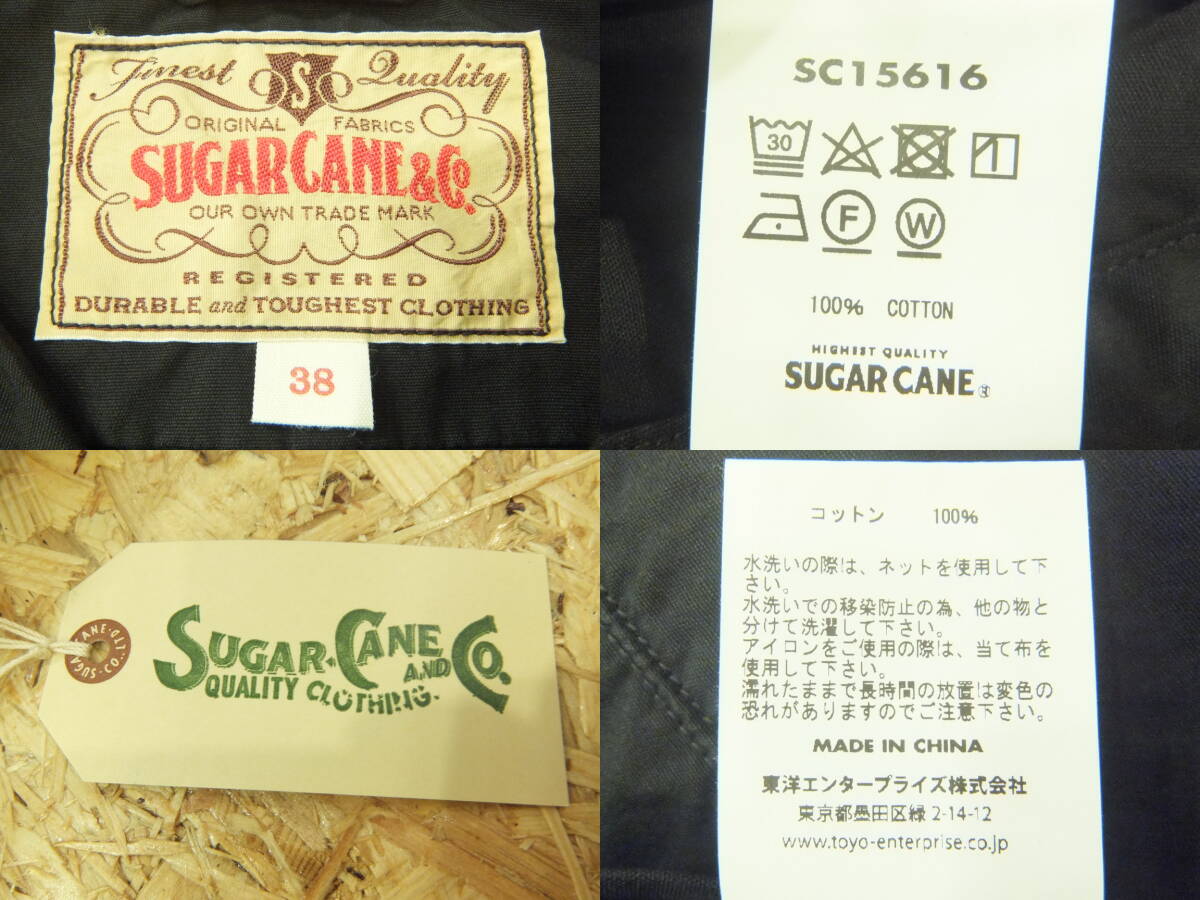 Finest S Quality
ORIGINAL FABRICS
SUGAR CANE & Co.
OUR OWN TRADE MARK
REGISTERED
DURABLE and TOUGHEST CLOTHING
38
SC15616
30
F
W
100% COTTON
HIGHEST QUALITY
SUGAR CANE
SUGAR CANE
AND Co.
QUALITY CLOTHING.
コットン 100%
水洗いの際は、ネットを使用して下
さい。
水洗いでの移染防止の為、他の物と
分けて洗濯して下さい。
アイロンをご使用の際は、当て布を
使用して下さい。
濡れたままで長時間の放置は変色の
恐れがありますのでご注意下さい。
MADE IN CHINA
東洋エンタープライズ株式会社
東京都墨田区緑 2-14-12
www.toyo-enterprise.co.jp